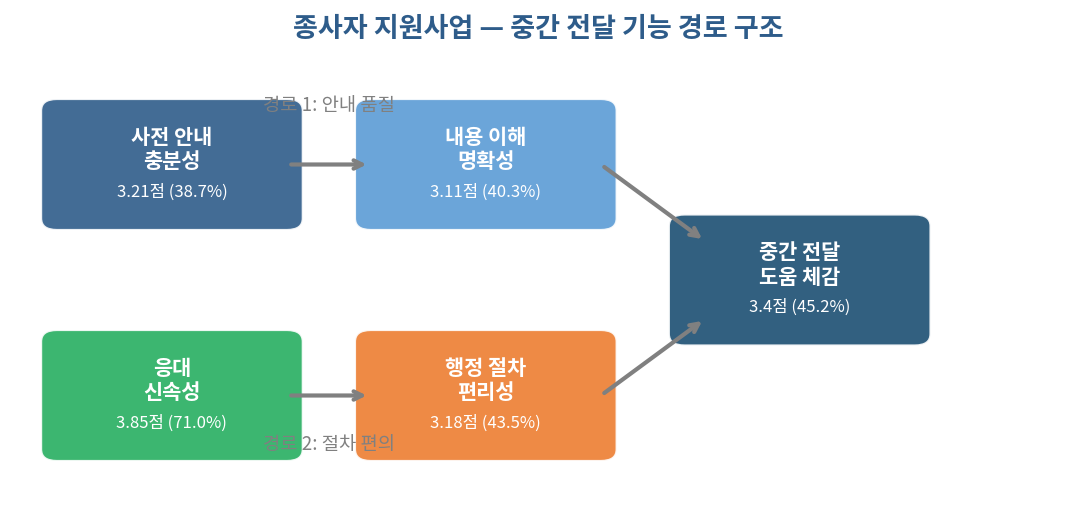 종사자 지원사업 — 중간 전달 기능 경로 구조
경로 1: 안내 품질
사전 안내
충분성
3.21점 (38.7%)
내용 이해
명확성
3.11점 (40.3%)
중간 전달
도움 체감
3.4점 (45.2%)
응대
신속성
3.85점 (71.0%)
행정 절차
편리성
3.18점 (43.5%)
경로 2: 절차 편의